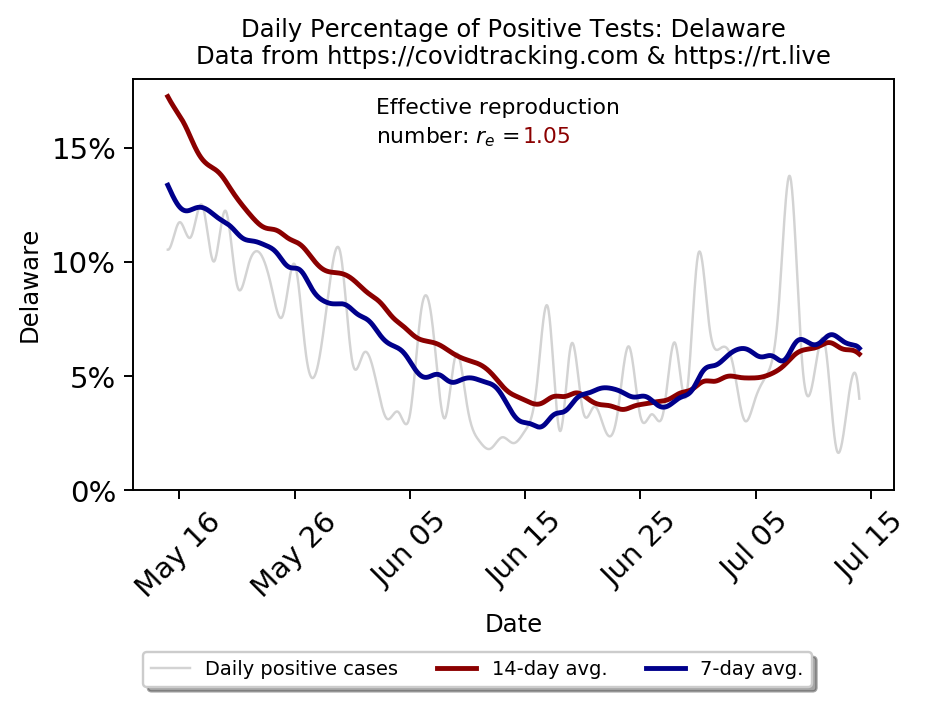 Daily Percentage of Positive Tests: Delaware
Data from https://covidtracking.com & https://rt.live
Effective reproduction
number: rₑ =1.05
15%
10%
5%
0%
Delaware
May 16
May 26
Jun 05
Jun 15
Jun 25
Jul 05
Jul 15
Date
Daily positive cases
14-day avg.
7-day avg.